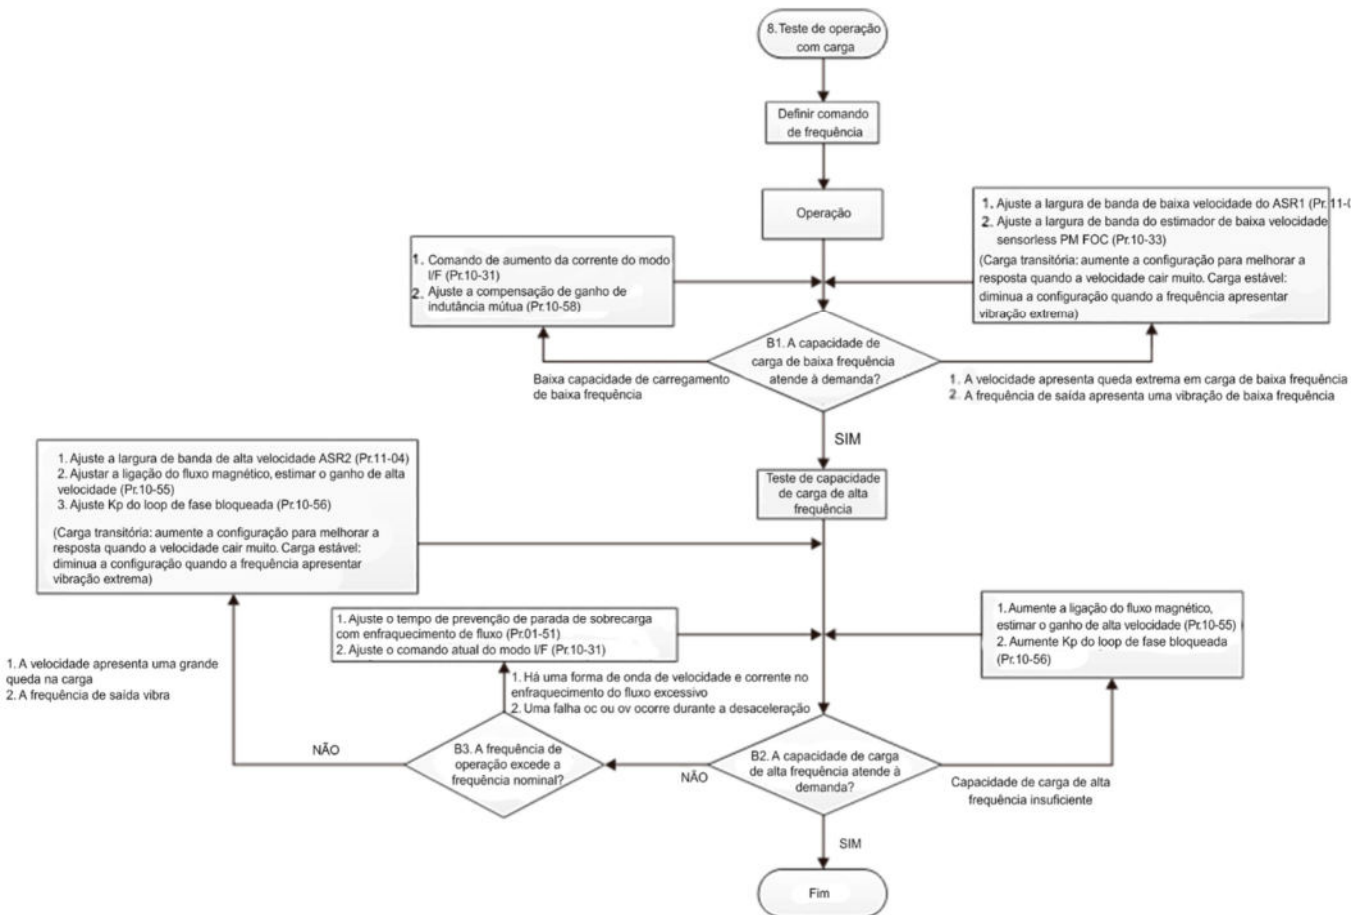 8. Teste de operação
com carga
Definir comando
de frequência
Operação
1. Comando de aumento da corrente do modo
I/F (Pr.10-31)
2. Ajuste a compensação de ganho de
indutância mútua (Pr.10-58)
1. Ajuste a largura de banda de baixa velocidade do ASR1 (Pr.11-0
2. Ajuste a largura de banda do estimador de baixa velocidade
sensorless PM FOC (Pr.10-33)
(Carga transitória: aumente a configuração para melhorar a
resposta quando a velocidade cair muito. Carga estável:
diminua a configuração quando a frequência apresentar
vibração extrema)
B1. A capacidade de
carga de baixa frequência
atende à demanda?
Baixa capacidade de carregamento
de baixa frequência
1. A velocidade apresenta queda extrema em carga de baixa frequência
2. A frequência de saída apresenta uma vibração de baixa frequência
SIM
Teste de capacidade
de carga de alta
frequência
1. Ajuste a largura de banda de alta velocidade ASR2 (Pr.11-04)
2. Ajustar a ligação do fluxo magnético, estimar o ganho de alta
velocidade (Pr.10-55)
3. Ajuste Kp do loop de fase bloqueada (Pr.10-56)
(Carga transitória: aumente a configuração para melhorar a
resposta quando a velocidade cair muito. Carga estável:
diminua a configuração quando a frequência apresentar
vibração extrema)
1. Ajuste o tempo de prevenção de parada de sobrecarga
com enfraquecimento de fluxo (Pr.01-51)
2. Ajuste o comando atual do modo I/F (Pr.10-31)
1. Aumente a ligação do fluxo magnético,
estimar o ganho de alta velocidade (Pr.10-55)
2. Aumente Kp do loop de fase bloqueada
(Pr.10-56)
1. A velocidade apresenta uma grande
queda na carga
2. A frequência de saída vibra
1. Há uma forma de onda de velocidade e corrente no
enfraquecimento do fluxo excessivo
2. Uma falha oc ou ov ocorre durante a desaceleração
NÃO
B3. A frequência de
operação excede a
frequência nominal?
NÃO
B2. A capacidade de carga
de alta frequência atende à
demanda?
Capacidade de carga de alta
frequência insuficiente
SIM
Fim